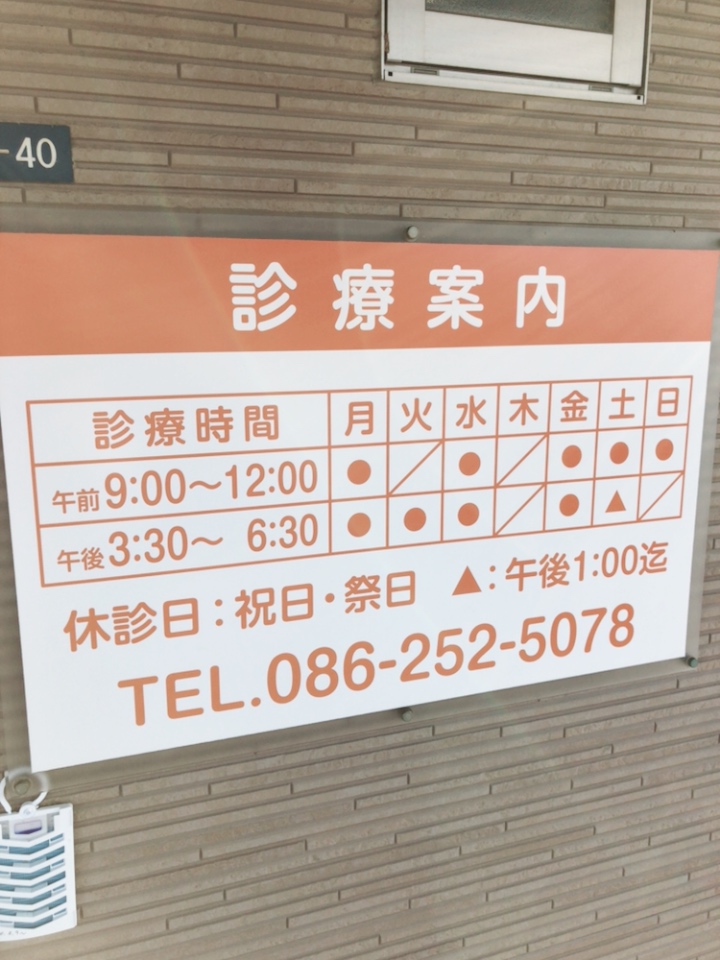 -40
診療案内
診療時間 月 火 水 木 金 土 日
午前 9:00～12:00 ● ／ ● ／ ● ● ●
午後 3:30～ 6:30 ● ● ● ／ ● ▲ ／
休診日：祝日・祭日 ▲：午後1:00迄
TEL.086-252-5078